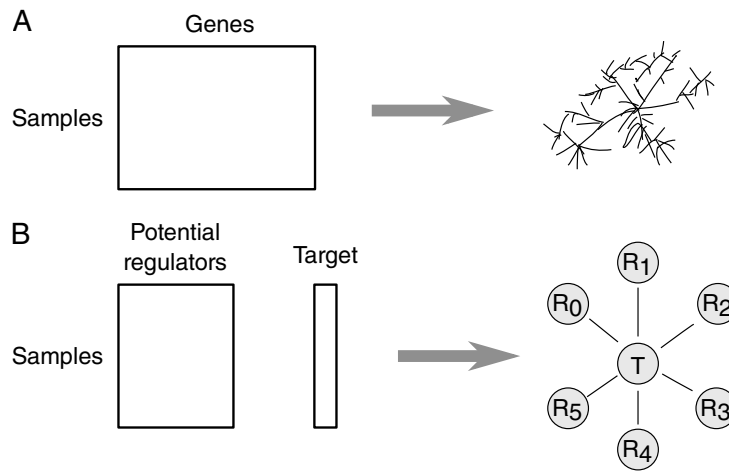 A
Genes
Samples
B
Potential
regulators
Target
Samples
R1
R0
R2
T
R5
R3
R4